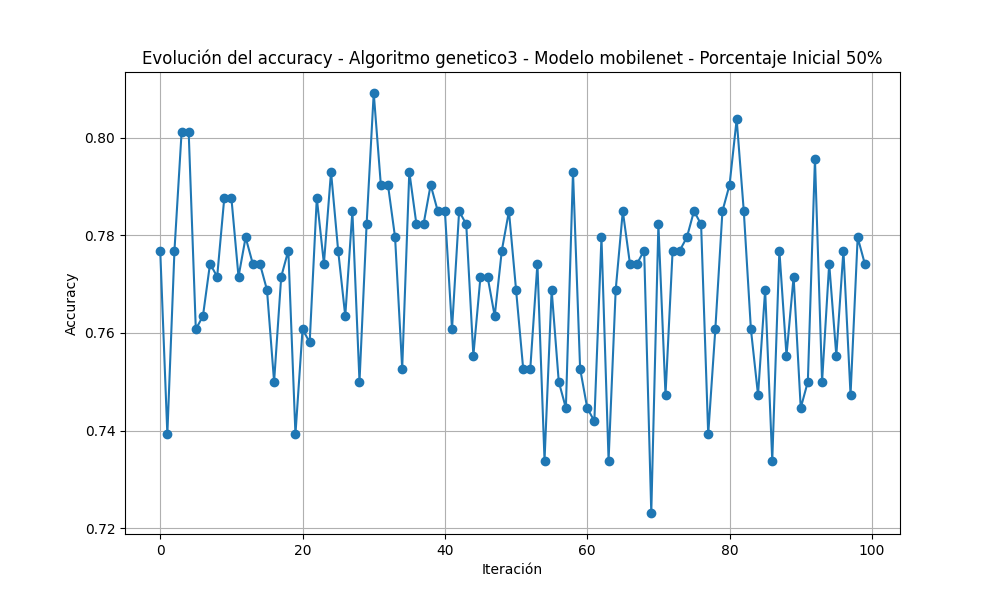 Evolución del accuracy - Algoritmo genetico3 - Modelo mobilenet - Porcentaje Inicial 50%
Accuracy
0.80
0.78
0.76
0.74
0.72
0 20 40 60 80 100
Iteración